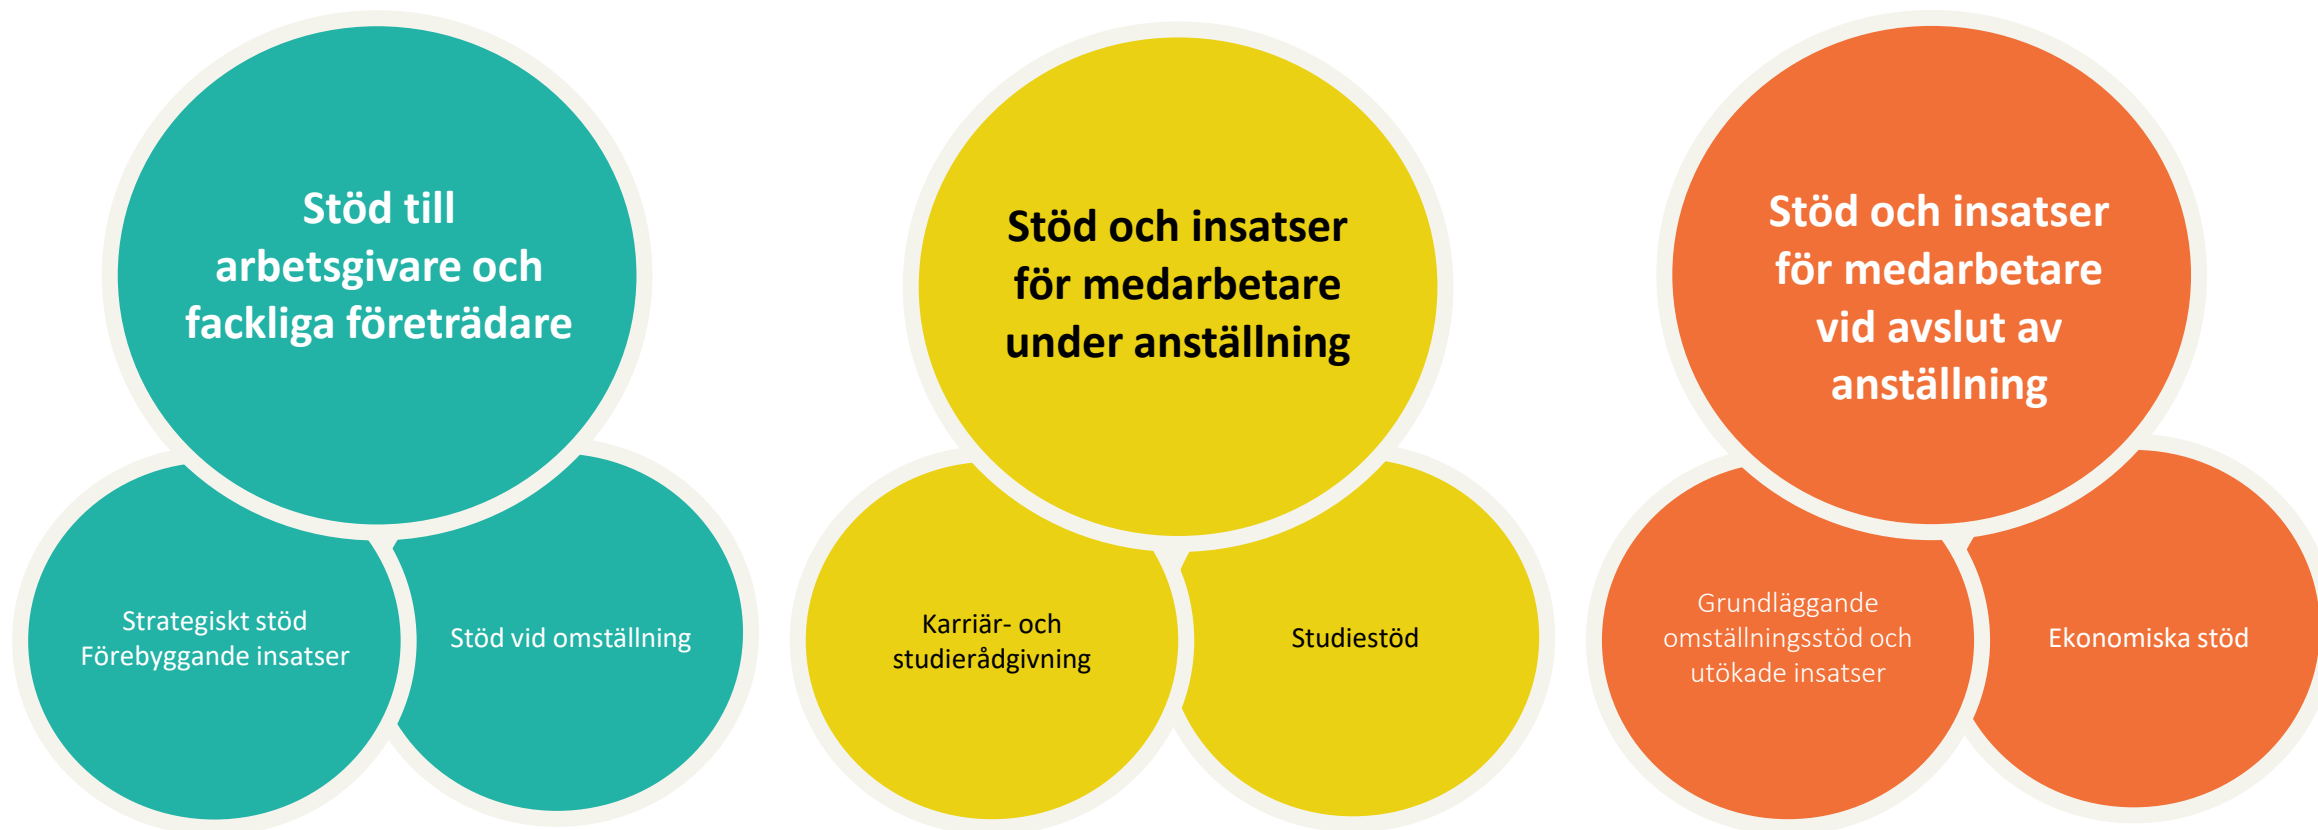 Stöd till
arbetsgivare och
fackliga företrädare
Strategiskt stöd
Förebyggande insatser
Stöd vid omställning
Stöd och insatser
för medarbetare
under anställning
Karriär- och
studierådgivning
Studiestöd
Stöd och insatser
för medarbetare
vid avslut av
anställning
Grundläggande
omställningsstöd och
utökade insatser
Ekonomiska stöd